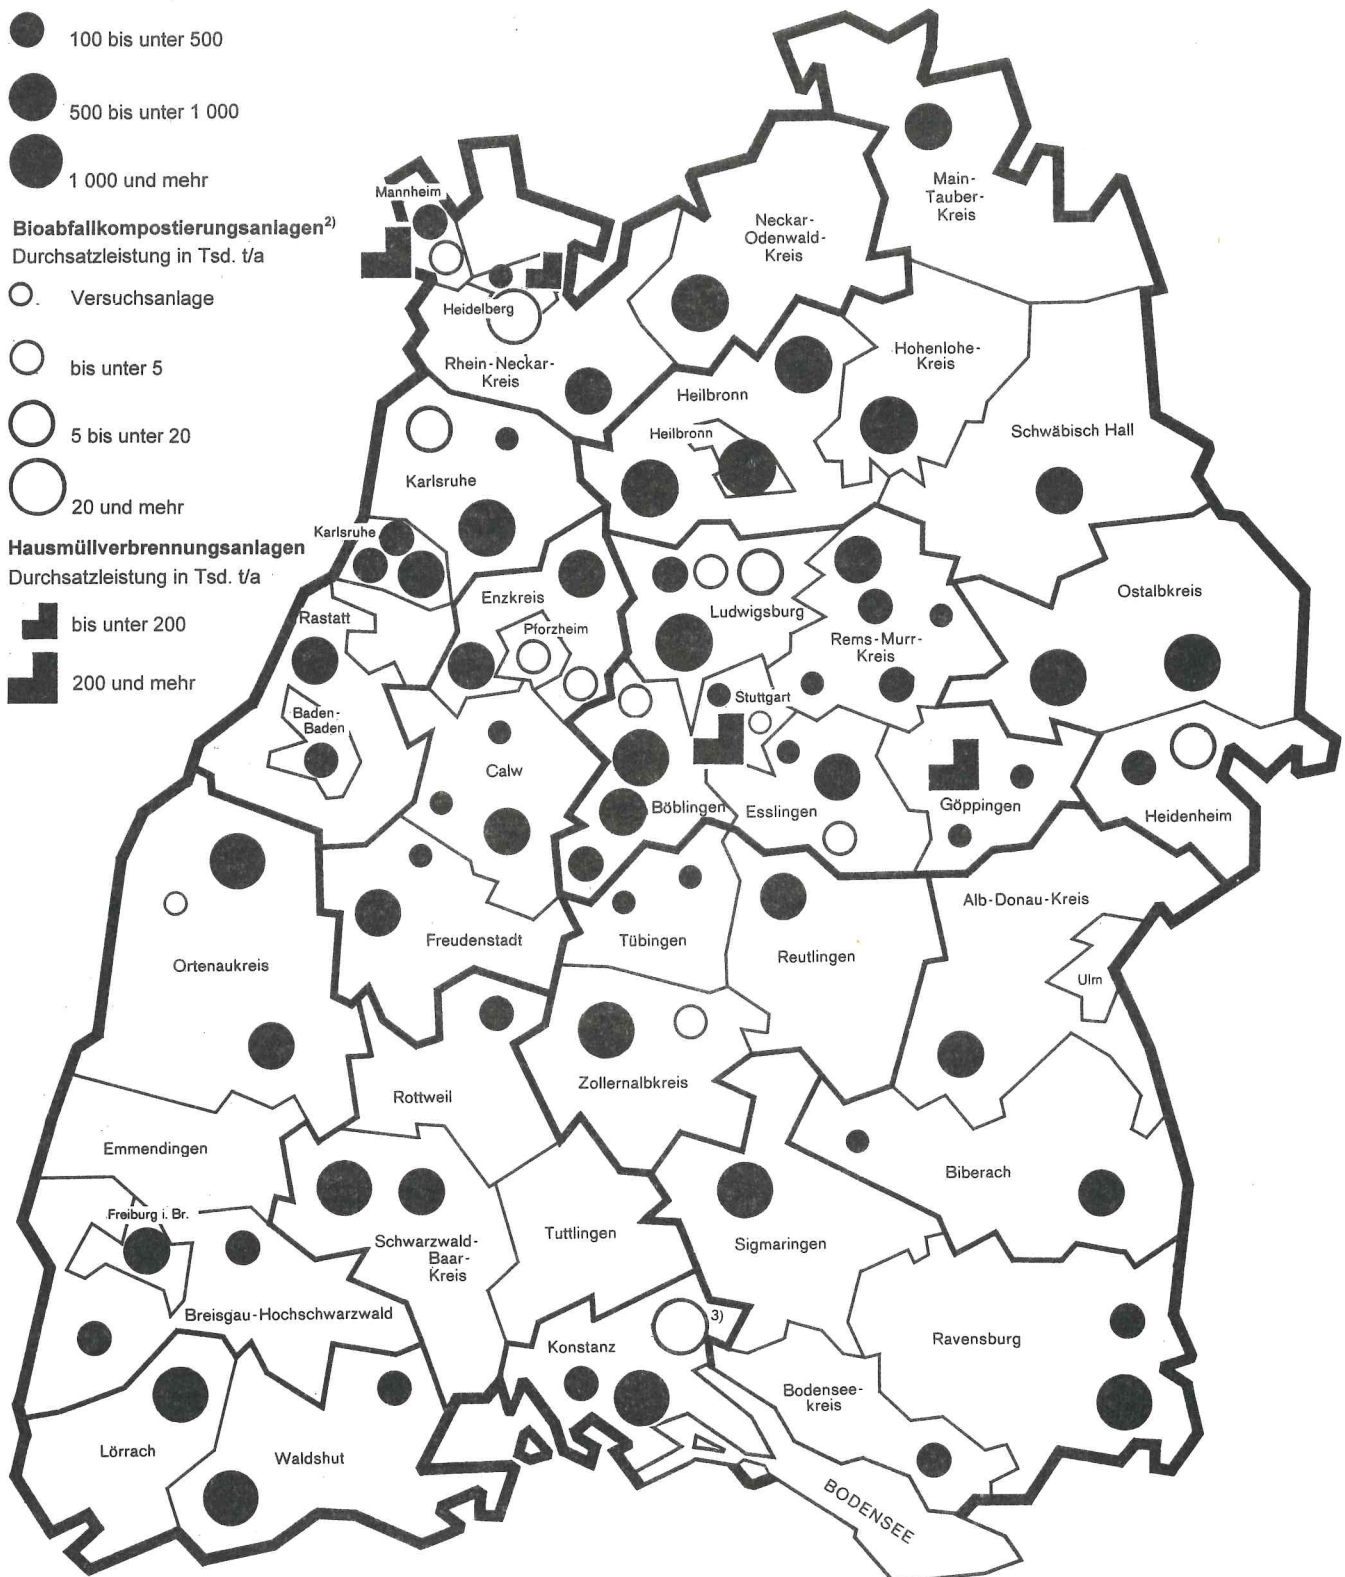 100 bis unter 500
500 bis unter 1 000
1 000 und mehr
Bioabfallkompostierungsanlagen2)
Durchsatzleistung in Tsd. t/a
Versuchsanlage
bis unter 5
5 bis unter 20
20 und mehr
Hausmüllverbrennungsanlagen
Durchsatzleistung in Tsd. t/a
bis unter 200
200 und mehr
Main-
Tauber-
Kreis
Mannheim
Neckar-
Odenwald-
Kreis
Heidelberg
Rhein-Neckar-
Kreis
Hohenlohe-
Kreis
Heilbronn
Heilbronn
Schwäbisch Hall
Karlsruhe
Karlsruhe
Enzkreis
Ludwigsburg
Ostalbkreis
Rastatt
Pforzheim
Rems-Murr-
Kreis
Stuttgart
Baden-
Baden
Calw
Böblingen
Esslingen
Göppingen
Heidenheim
Alb-Donau-Kreis
Freudenstadt
Tübingen
Reutlingen
Ortenaukreis
Ulm
Zollernalbkreis
Rottweil
Emmendingen
Biberach
Freiburg i. Br.
Schwarzwald-
Baar-
Kreis
Tuttlingen
Sigmaringen
Breisgau-Hochschwarzwald
3)
Konstanz
Ravensburg
Bodensee-
kreis
Lörrach
Waldshut
BODENSEE